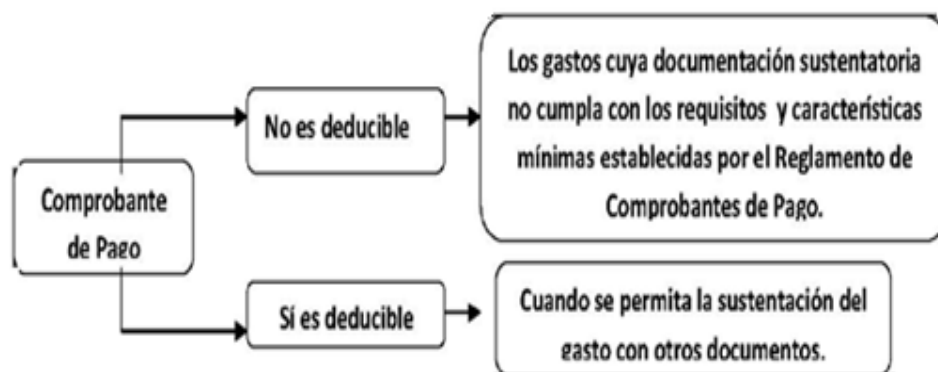 Comprobante
de Pago
No es deducible
Los gastos cuya documentación sustentatoria
no cumpla con los requisitos y características
mínimas establecidas por el Reglamento de
Comprobantes de Pago.
Sí es deducible
Cuando se permita la sustentación del
gasto con otros documentos.